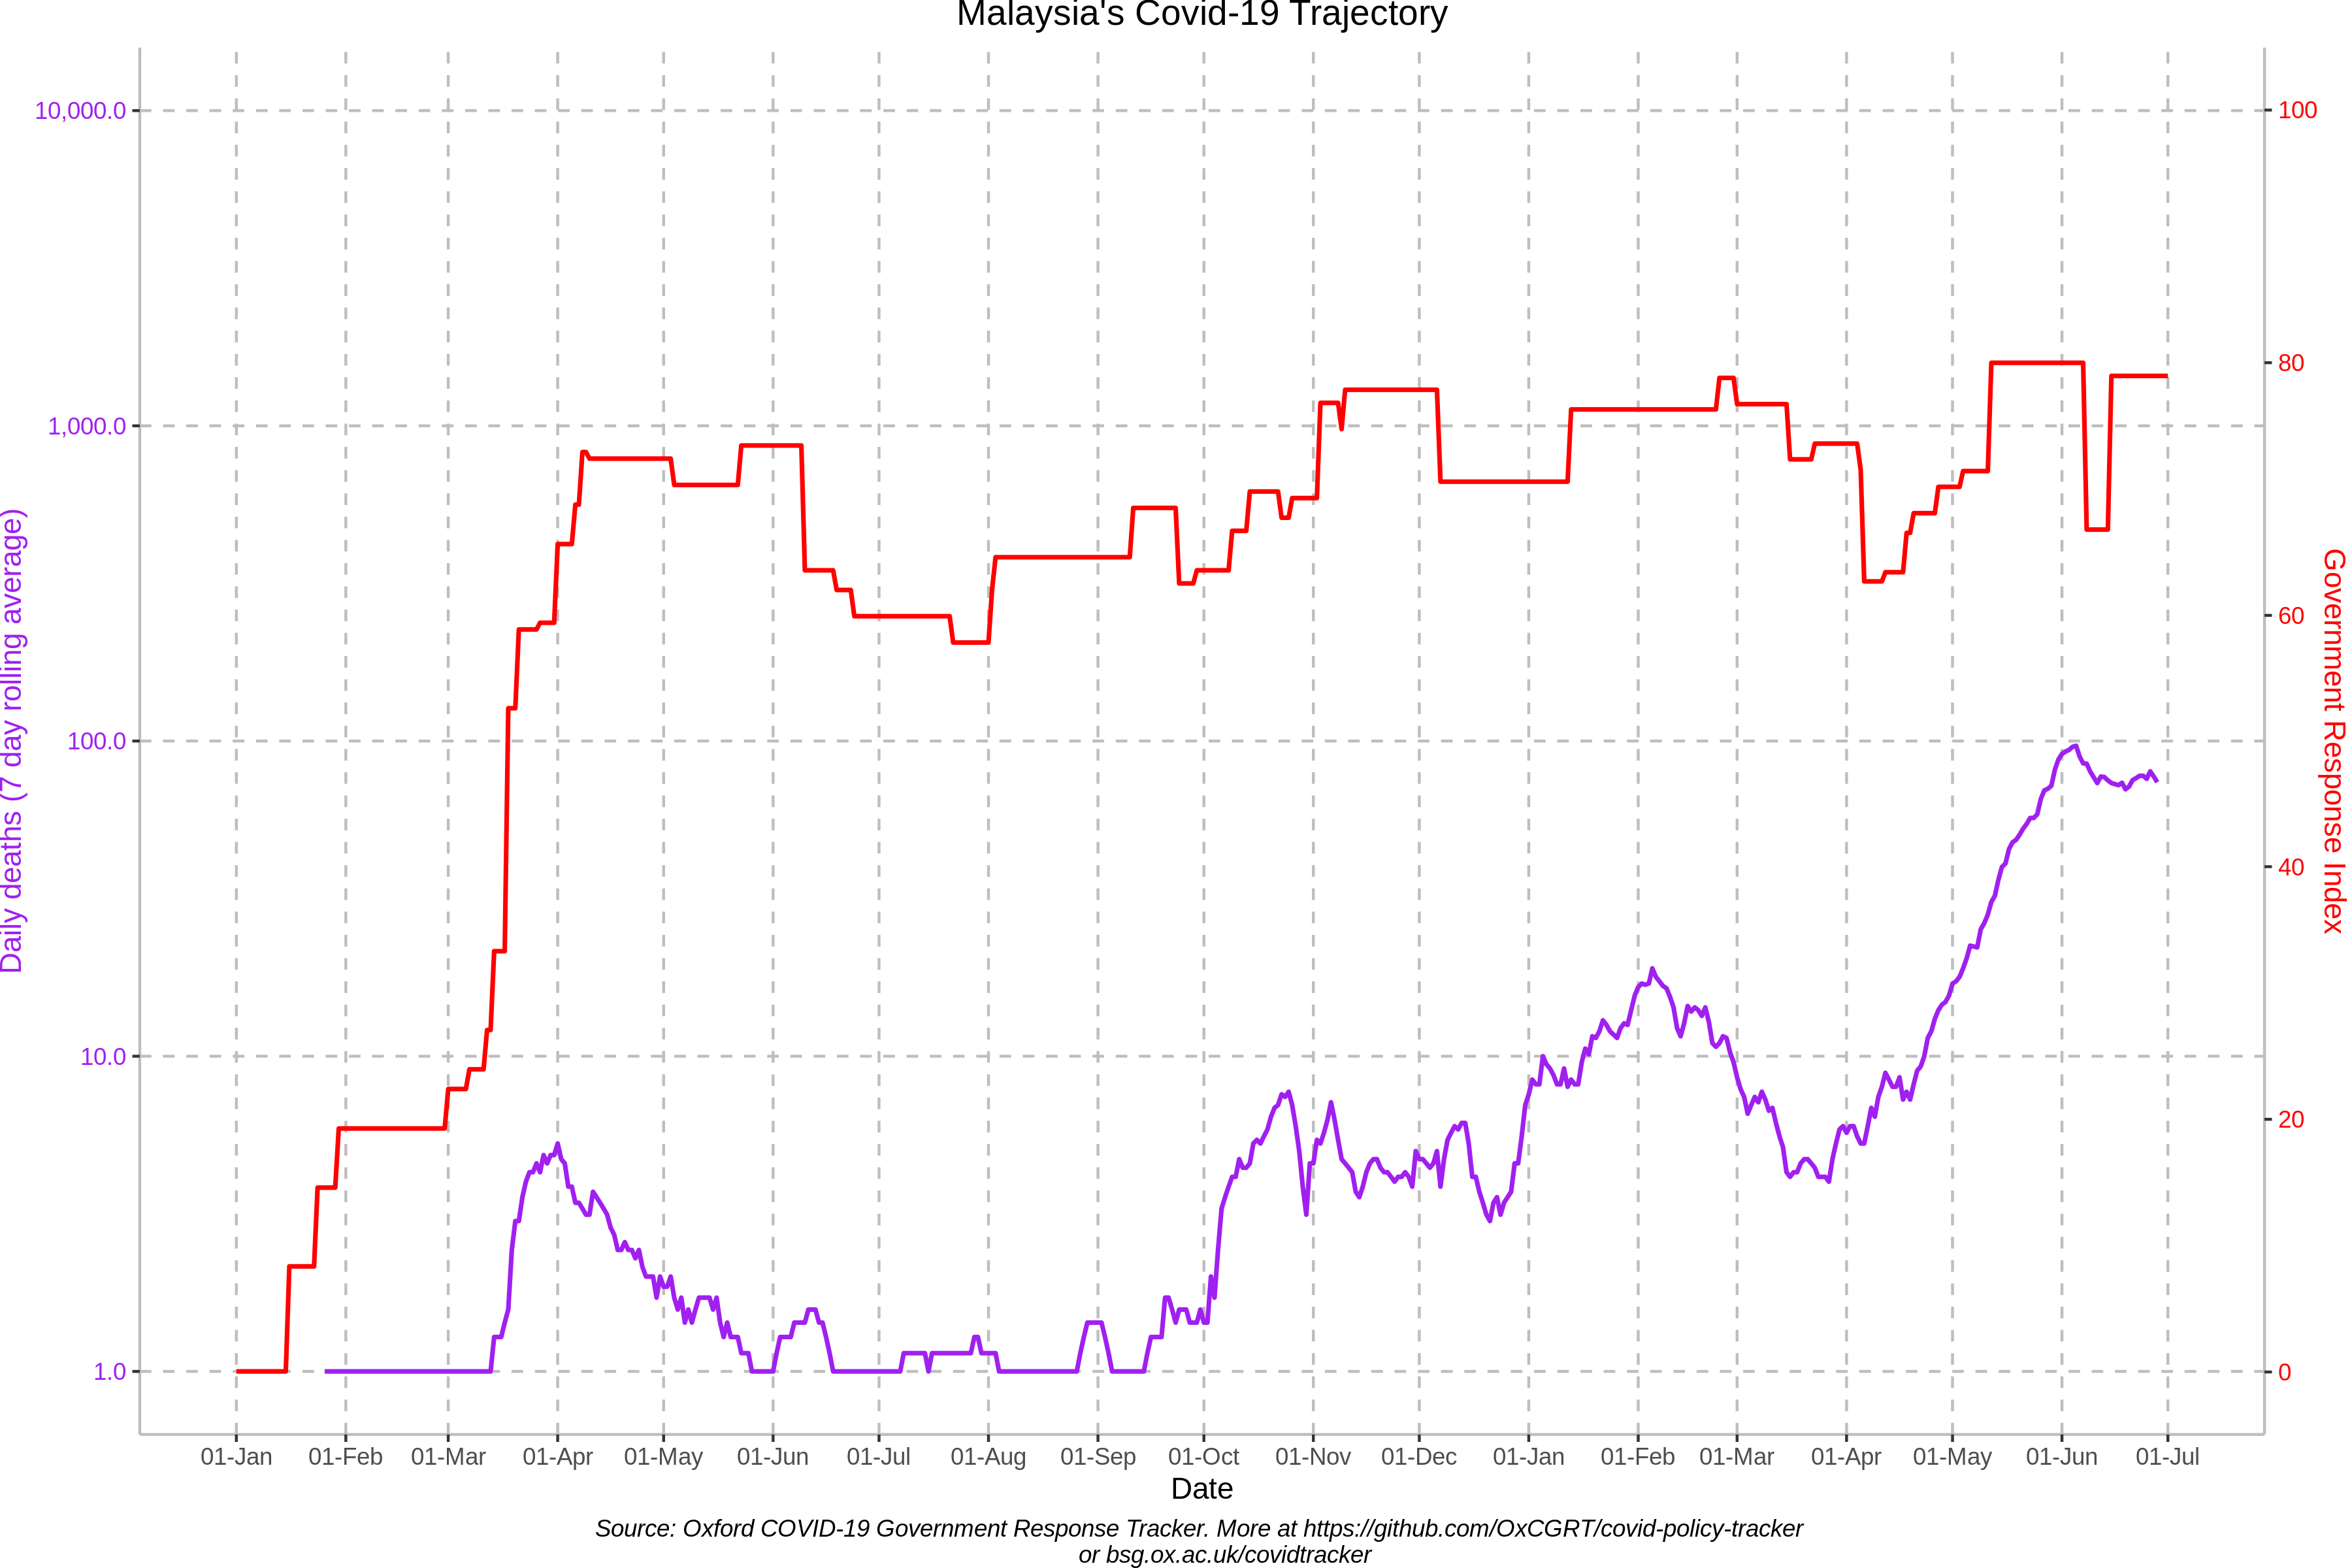 Malaysia's Covid-19 Trajectory
10,000.0
1,000.0
100.0
10.0
1.0
Daily deaths (7 day rolling average)
100
80
60
40
20
0
Government Response Index
01-Jan 01-Feb 01-Mar 01-Apr 01-May 01-Jun 01-Jul 01-Aug 01-Sep 01-Oct 01-Nov 01-Dec 01-Jan 01-Feb 01-Mar 01-Apr 01-May 01-Jun 01-Jul
Date
Source: Oxford COVID-19 Government Response Tracker. More at https://github.com/OxCGRT/covid-policy-tracker
or bsg.ox.ac.uk/covidtracker